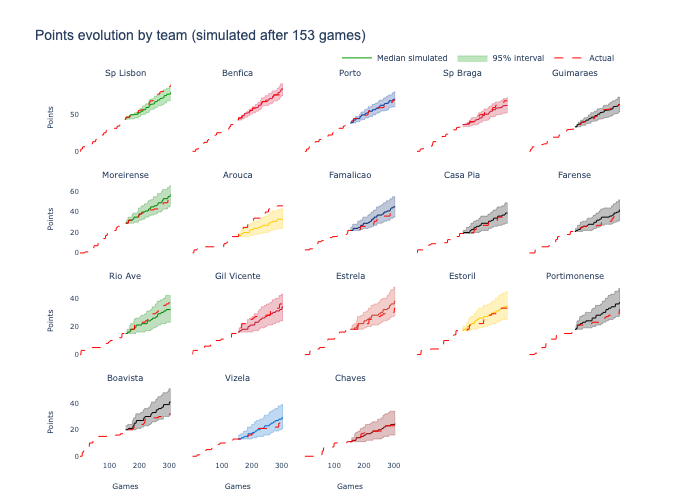 Points evolution by team (simulated after 153 games)
Median simulated 95% interval Actual
Sp Lisbon Benfica Porto Sp Braga Guimaraes
Points
50
0
Moreirense Arouca Famalicao Casa Pia Farense
Points
60
40
20
0
Rio Ave Gil Vicente Estrela Estoril Portimonense
Points
40
20
0
Boavista Vizela Chaves
Points
40
20
0
100 200 300 100 200 300 100 200 300
Games Games Games